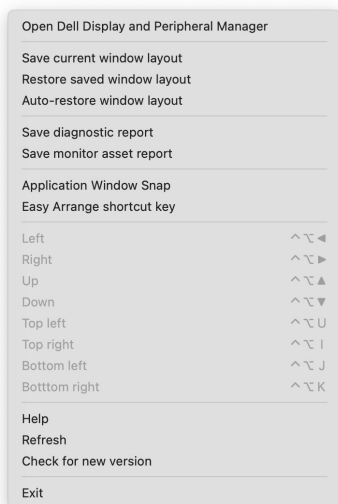 Open Dell Display and Peripheral Manager
Save current window layout
Restore saved window layout
Auto-restore window layout
Save diagnostic report
Save monitor asset report
Application Window Snap
Easy Arrange shortcut key
Left ^⌥◀
Right ^⌥▶
Up ^⌥▲
Down ^⌥▼
Top left ^⌥U
Top right ^⌥I
Bottom left ^⌥J
Botttom right ^⌥K
Help
Refresh
Check for new version
Exit